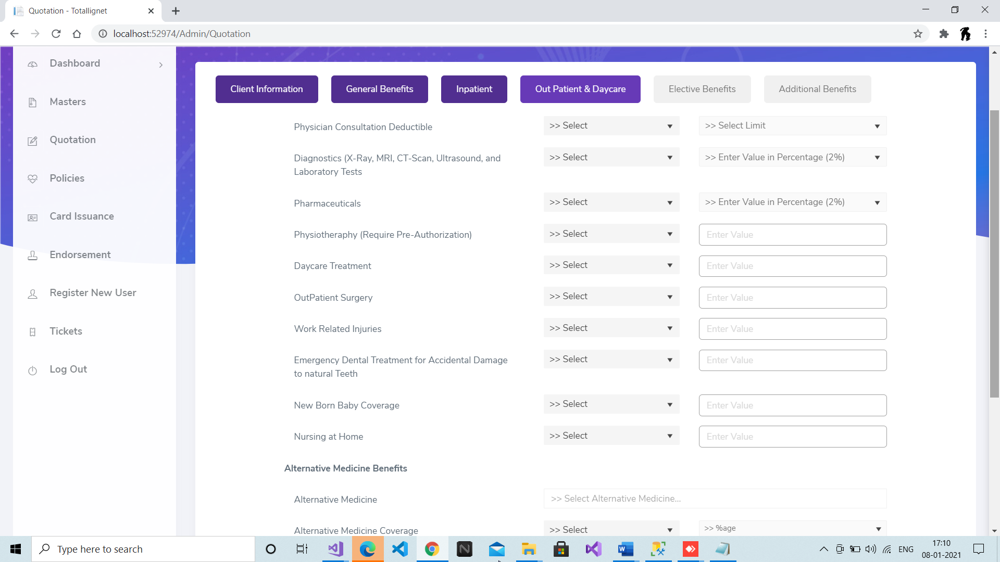 Quotation - Totallignet
localhost:52974/Admin/Quotation
Dashboard
Masters
Quotation
Policies
Card Issuance
Endorsement
Register New User
Tickets
Log Out
Client Information
General Benefits
Inpatient
Out Patient & Daycare
Elective Benefits
Additional Benefits
Physician Consultation Deductible
>> Select
>> Select Limit
Diagnostics (X-Ray, MRI, CT-Scan, Ultrasound, and
Laboratory Tests
>> Select
>> Enter Value in Percentage (2%)
Pharmaceuticals
>> Select
>> Enter Value in Percentage (2%)
Physiotheraphy (Require Pre-Authorization)
>> Select
Enter Value
Daycare Treatment
>> Select
Enter Value
OutPatient Surgery
>> Select
Enter Value
Work Related Injuries
>> Select
Enter Value
Emergency Dental Treatment for Accidental Damage
to natural Teeth
>> Select
Enter Value
New Born Baby Coverage
>> Select
Enter Value
Nursing at Home
>> Select
Enter Value
Alternative Medicine Benefits
Alternative Medicine
>> Select Alternative Medicine...
Alternative Medicine Coverage
>> Select
>> %age
Type here to search
ENG
17:10
08-01-2021